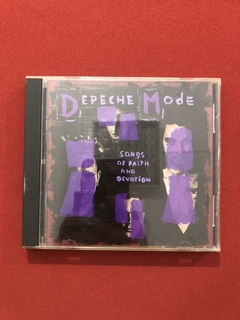 DEPECHE MODE
SONGS
OF FAITH
AND
DEVOTION